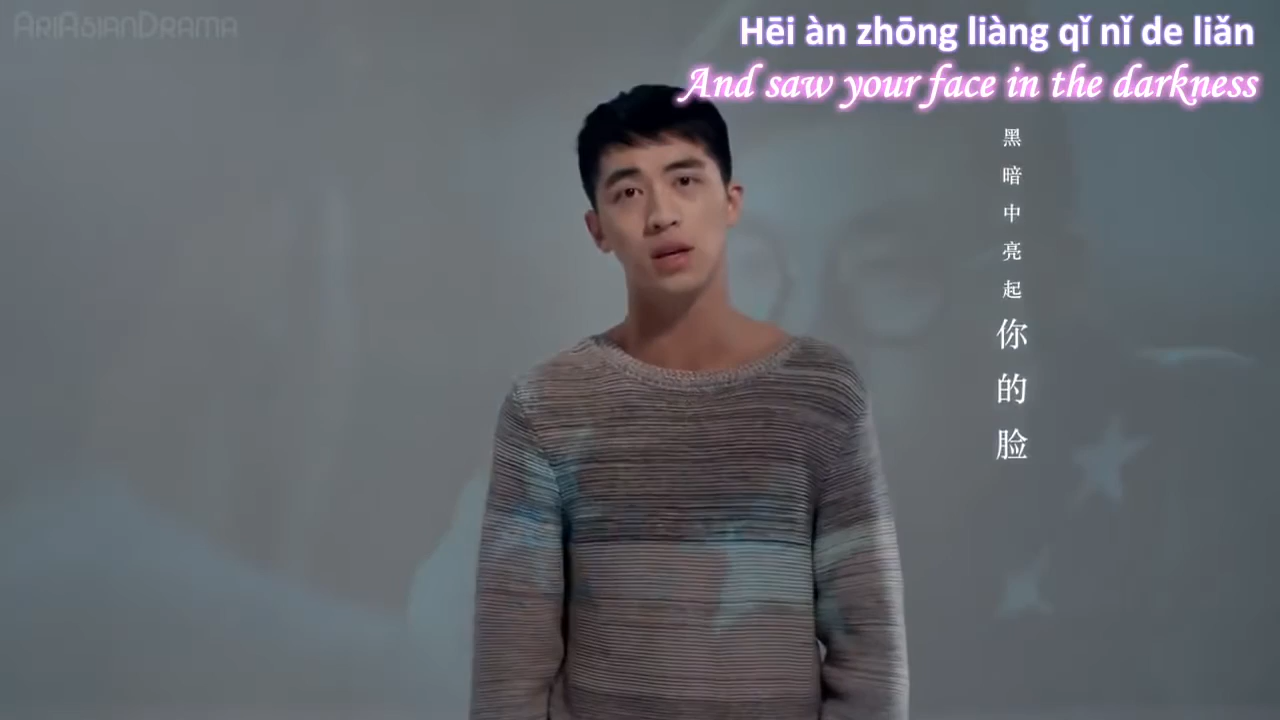 AriAsianDrama
Hēi àn zhōng liàng qǐ nǐ de liǎn
And saw your face in the darkness
黑暗中亮起你的脸